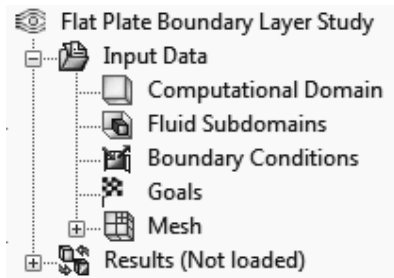 Flat Plate Boundary Layer Study
Input Data
Computational Domain
Fluid Subdomains
Boundary Conditions
Goals
Mesh
Results (Not loaded)